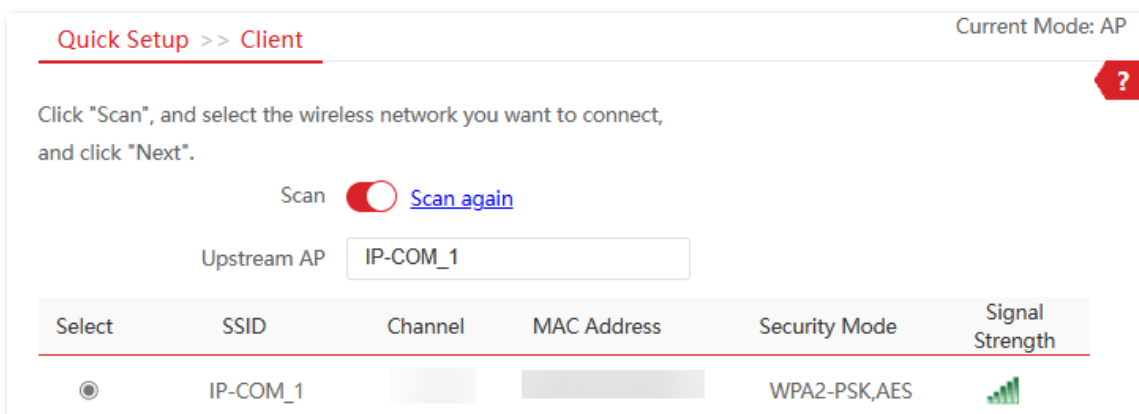 Quick Setup >> Client
Current Mode: AP
?
Click "Scan", and select the wireless network you want to connect,
and click "Next".
Scan Scan again
Upstream AP IP-COM_1
Select SSID Channel MAC Address Security Mode Signal
Strength
IP-COM_1 WPA2-PSK,AES